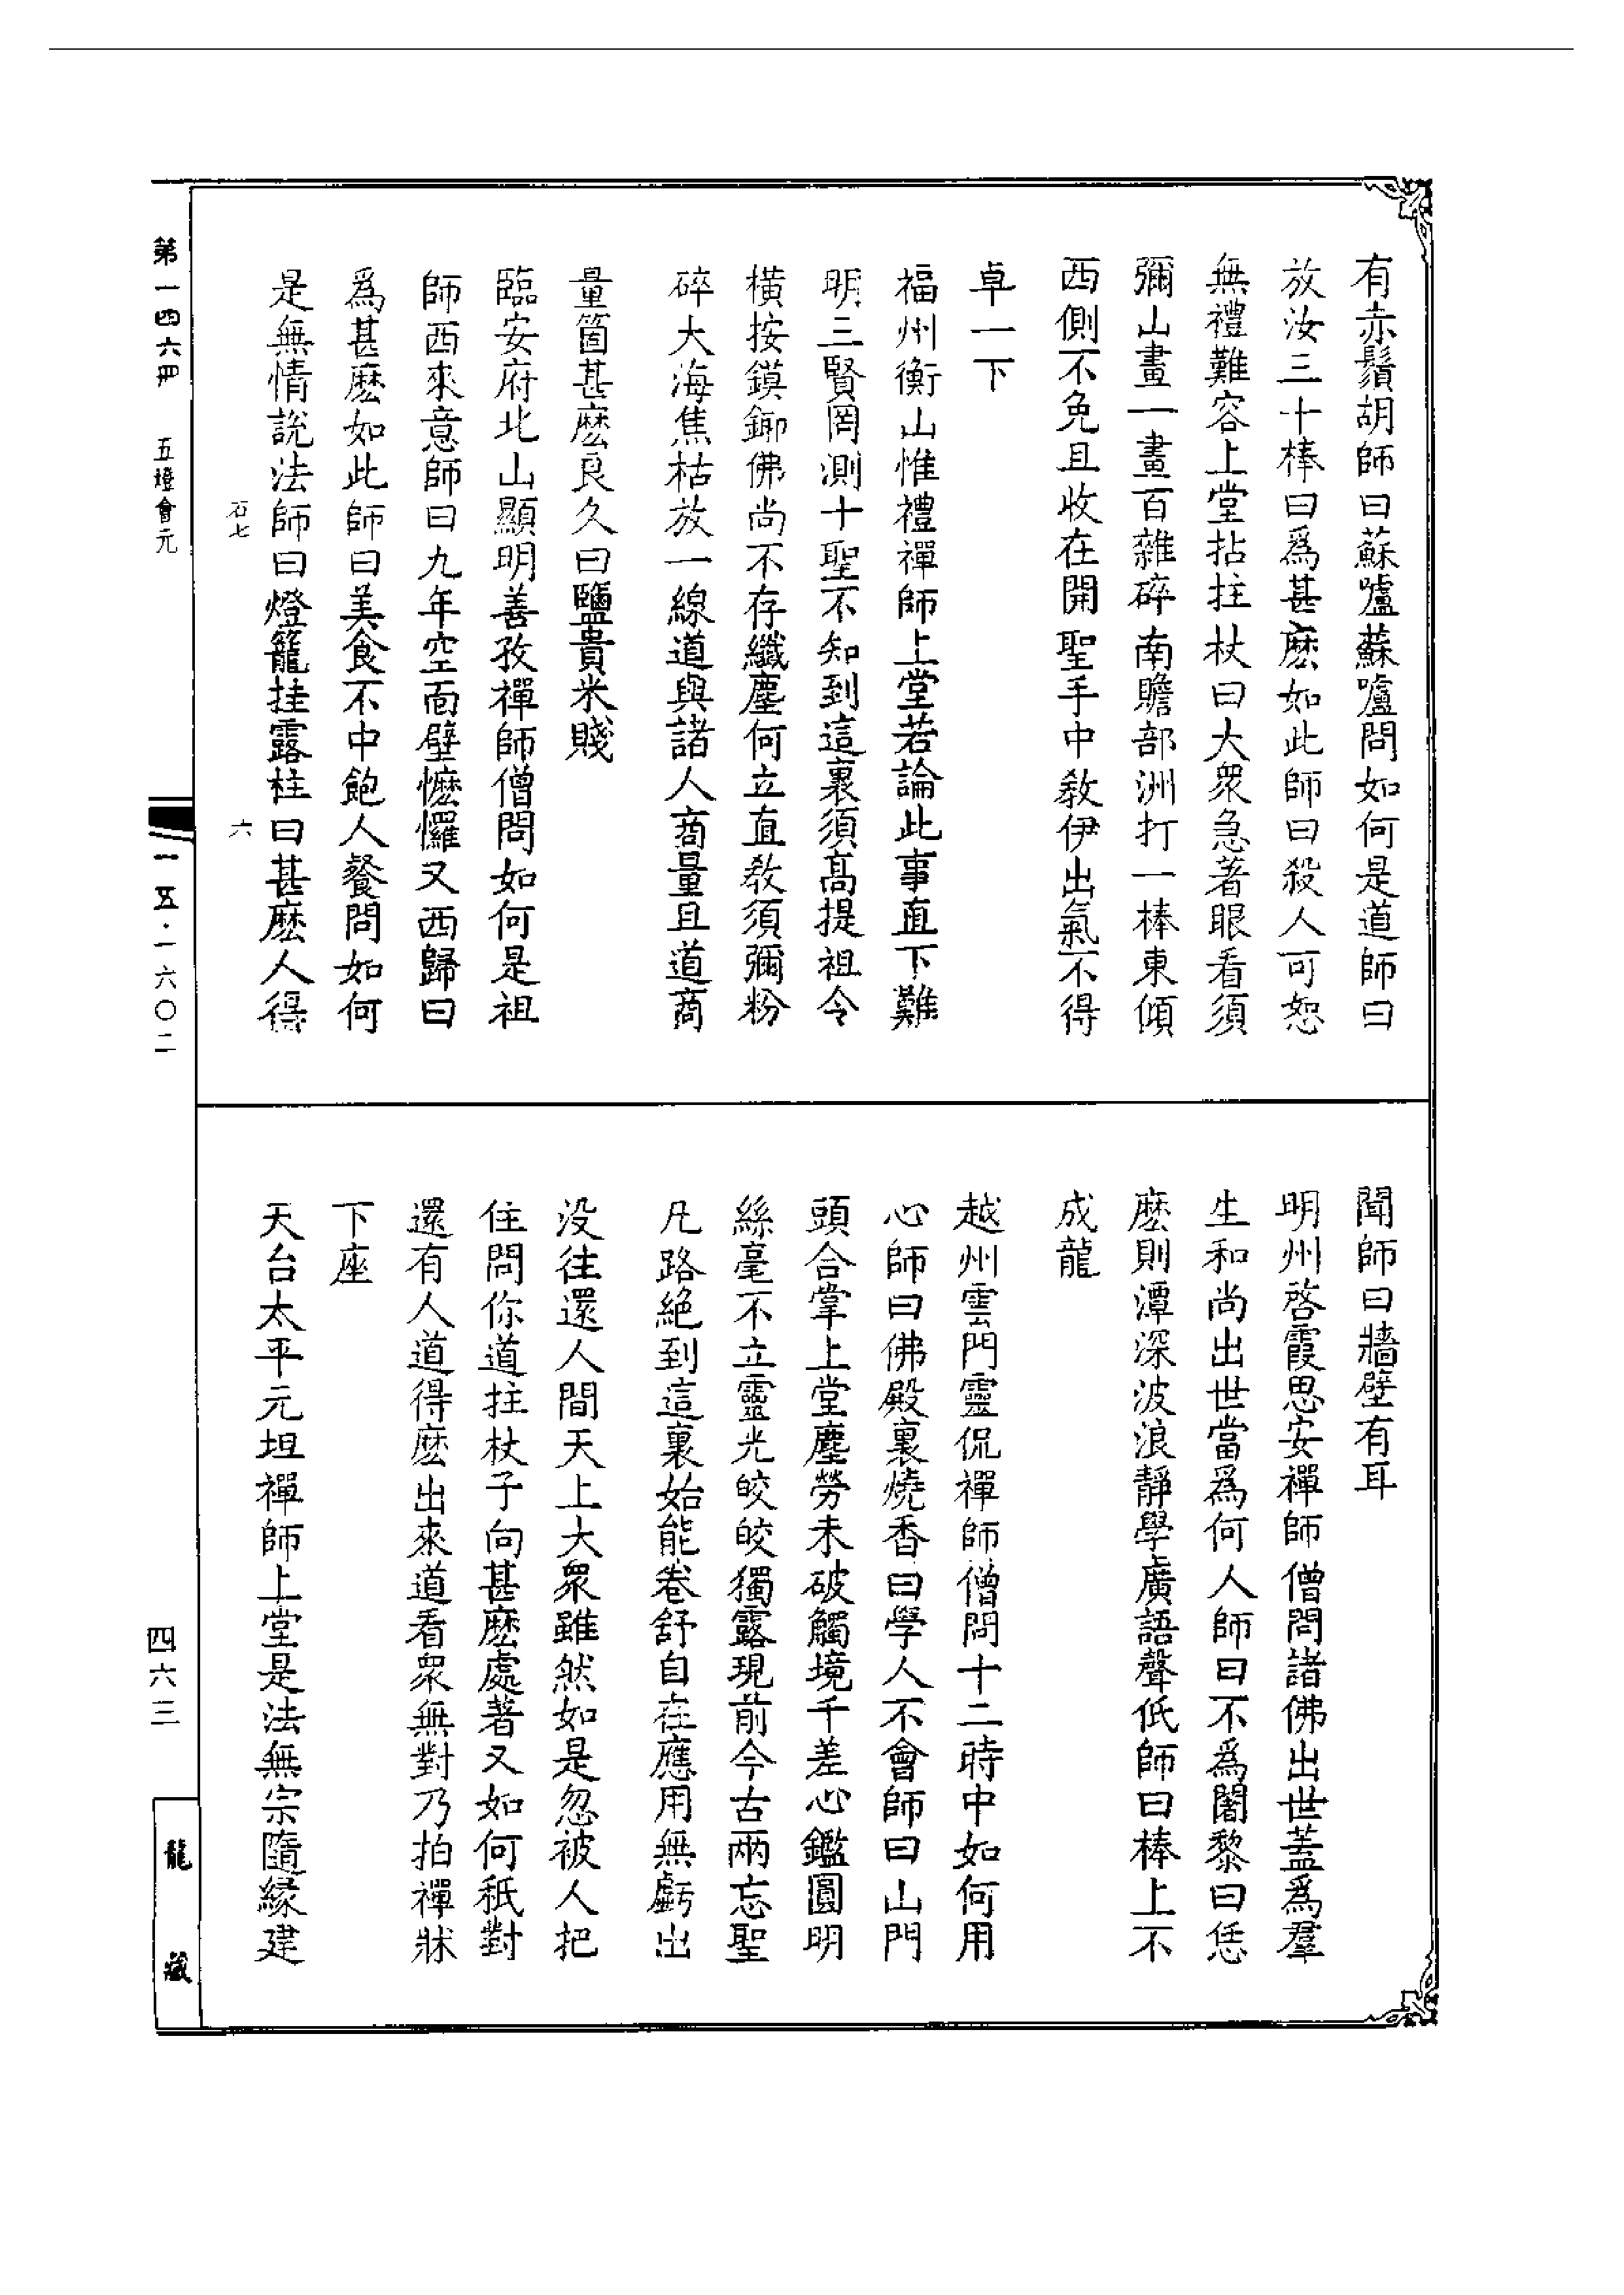 有赤鬚胡師曰蘇嚧蘇嚧問如何是道師曰
放汝三十棒曰爲甚麽如此師曰殺人可恕
無禮難容上堂拈拄杖曰大衆急著眼看須
彌山畫一畫百雜碎南贍部洲打一棒東傾
西側不免且收在開聖手中敎伊出氣不得
卓一下
福州衡山惟禮禪師上堂若論此事直下難
明三賢罔測十聖不知到這裏須高提祖令
橫按鏌鎁佛尚不存纖塵何立直敎須彌粉
碎大海焦枯放一線道與諸人商量且道商
量箇甚麽良久曰鹽貴米賤
臨安府北山顯明善孜禪師僧問如何是祖
師西來意師曰九年空面壁懡㦬又西歸曰
爲甚麽如此師曰美食不中飽人餐問如何
是無情說法師曰燈籠挂露柱曰甚麽人得
石七
六
聞師曰牆壁有耳
明州啓霞思安禪師僧問諸佛出世蓋爲羣
生和尚出世當爲何人師曰不爲闍黎曰恁
麽則潭深波浪靜學廣語聲低師曰棒上不
成龍
越州雲門靈侃禪師僧問十二時中如何用
心師曰佛殿裏燒香曰學人不會師曰山門
頭合掌上堂塵勞未破觸境千差心鑑圓明
絲毫不立靈光皎皎獨露現前今古兩忘聖
凡路絕到這裏始能卷舒自在應用無虧出
没往還人間天上大衆雖然如是忽被人把
住問你道拄杖子向甚麽處著又如何秖對
還有人道得麽出來道看衆無對乃拍禪牀
下座
天台太平元坦禪師上堂是法無宗隨緣建
第一四六冊 五燈會元
一五·一六〇二
四六三
龍藏